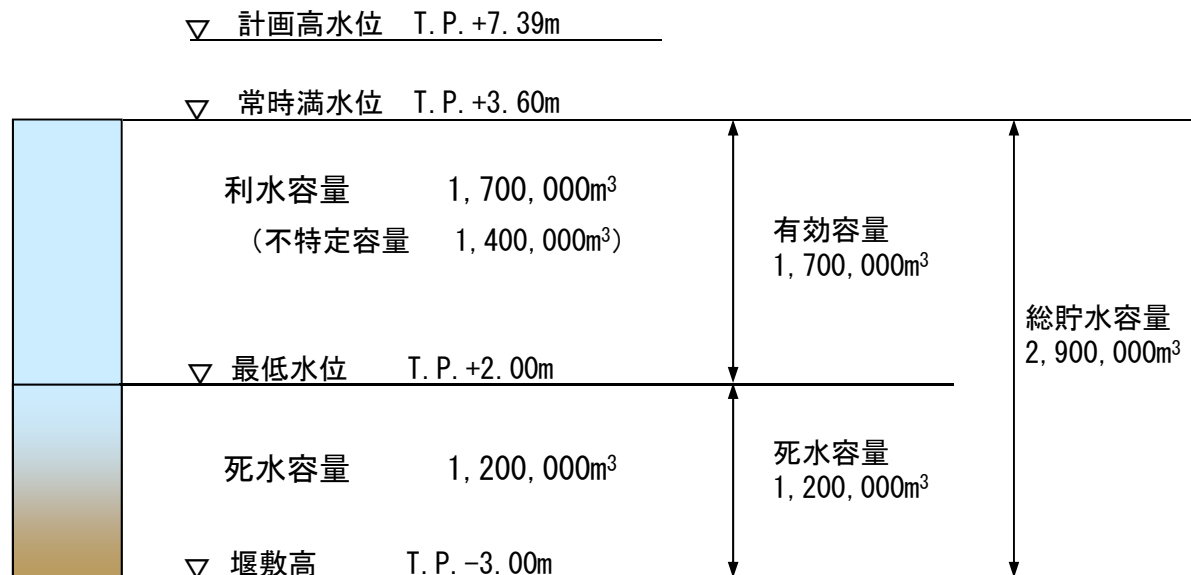 ▽ 計画高水位 T.P.+7.39m
▽ 常時満水位 T.P.+3.60m
利水容量 1,700,000m³
（不特定容量 1,400,000m³）
有効容量
1,700,000m³
総貯水容量
2,900,000m³
▽ 最低水位 T.P.+2.00m
死水容量 1,200,000m³
死水容量
1,200,000m³
▽ 堰敷高 T.P.-3.00m